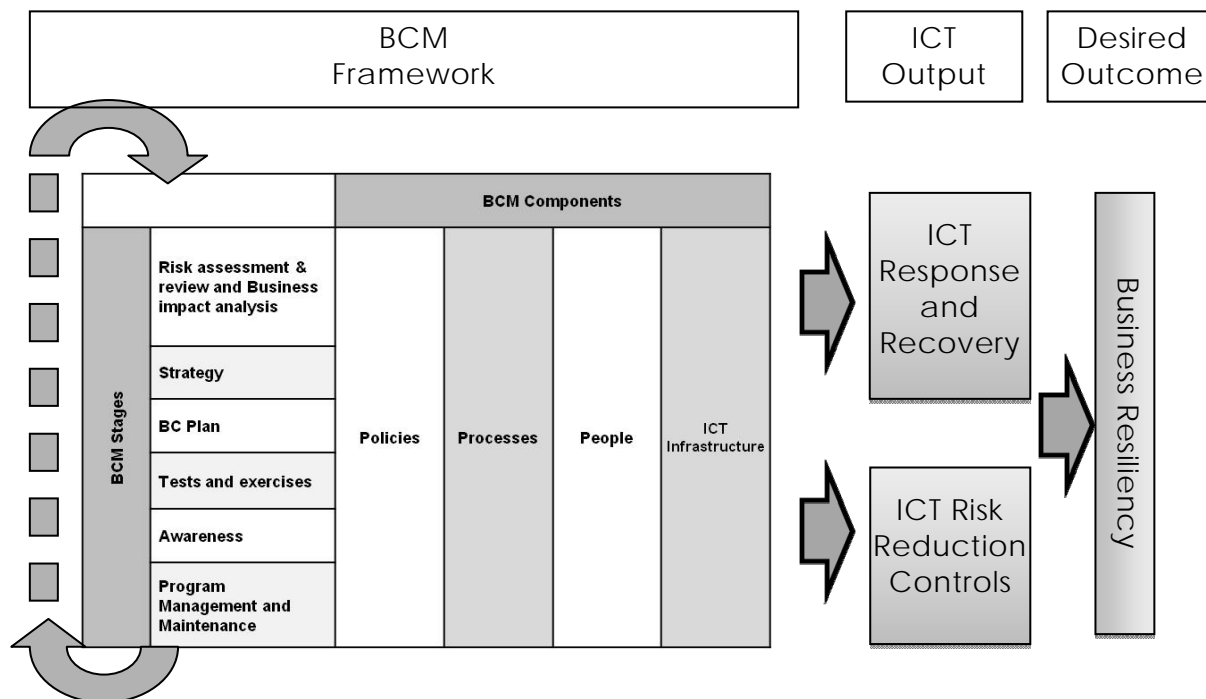 BCM
Framework
ICT
Output
Desired
Outcome
BCM Components
BCM Stages
Risk assessment &
review and Business
impact analysis
Strategy
BC Plan
Tests and exercises
Awareness
Program
Management and
Maintenance
Policies
Processes
People
ICT
Infrastructure
ICT
Response
and
Recovery
ICT Risk
Reduction
Controls
Business Resiliency